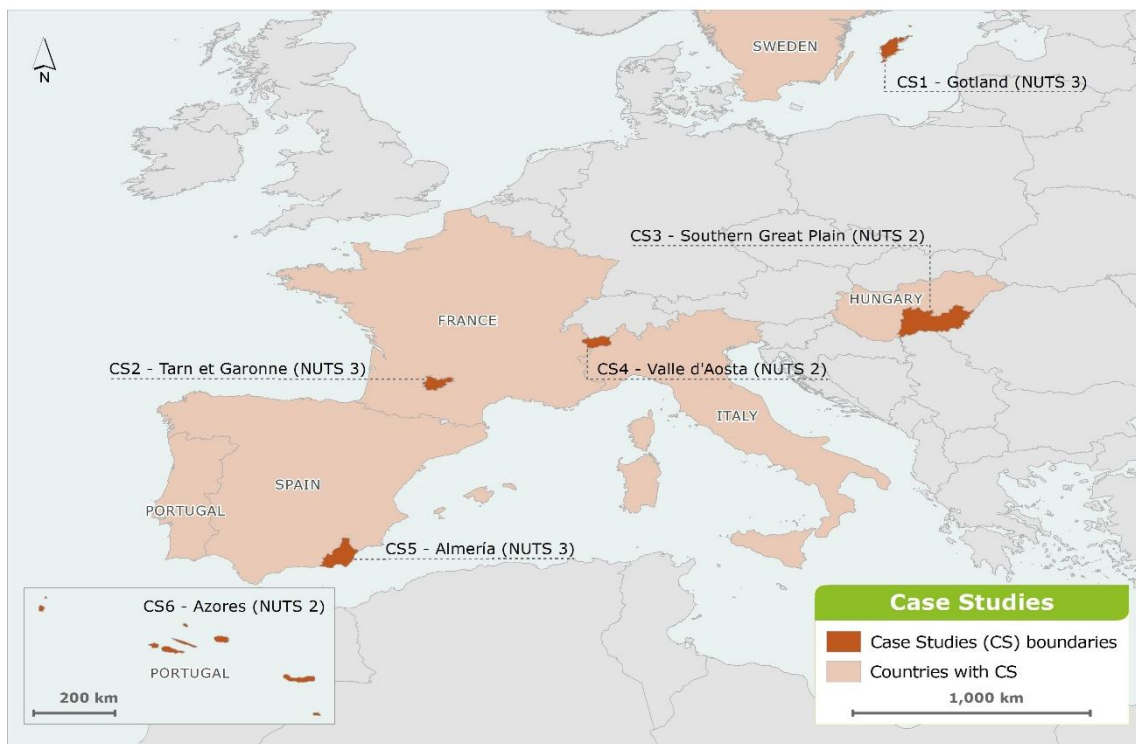 N
SWEDEN
CS1 - Gotland (NUTS 3)
CS3 - Southern Great Plain (NUTS 2)
HUNGARY
FRANCE
CS2 - Tarn et Garonne (NUTS 3)
CS4 - Valle d'Aosta (NUTS 2)
ITALY
SPAIN
PORTUGAL
CS5 - Almería (NUTS 3)
CS6 - Azores (NUTS 2)
PORTUGAL
200 km
Case Studies
Case Studies (CS) boundaries
Countries with CS
1,000 km